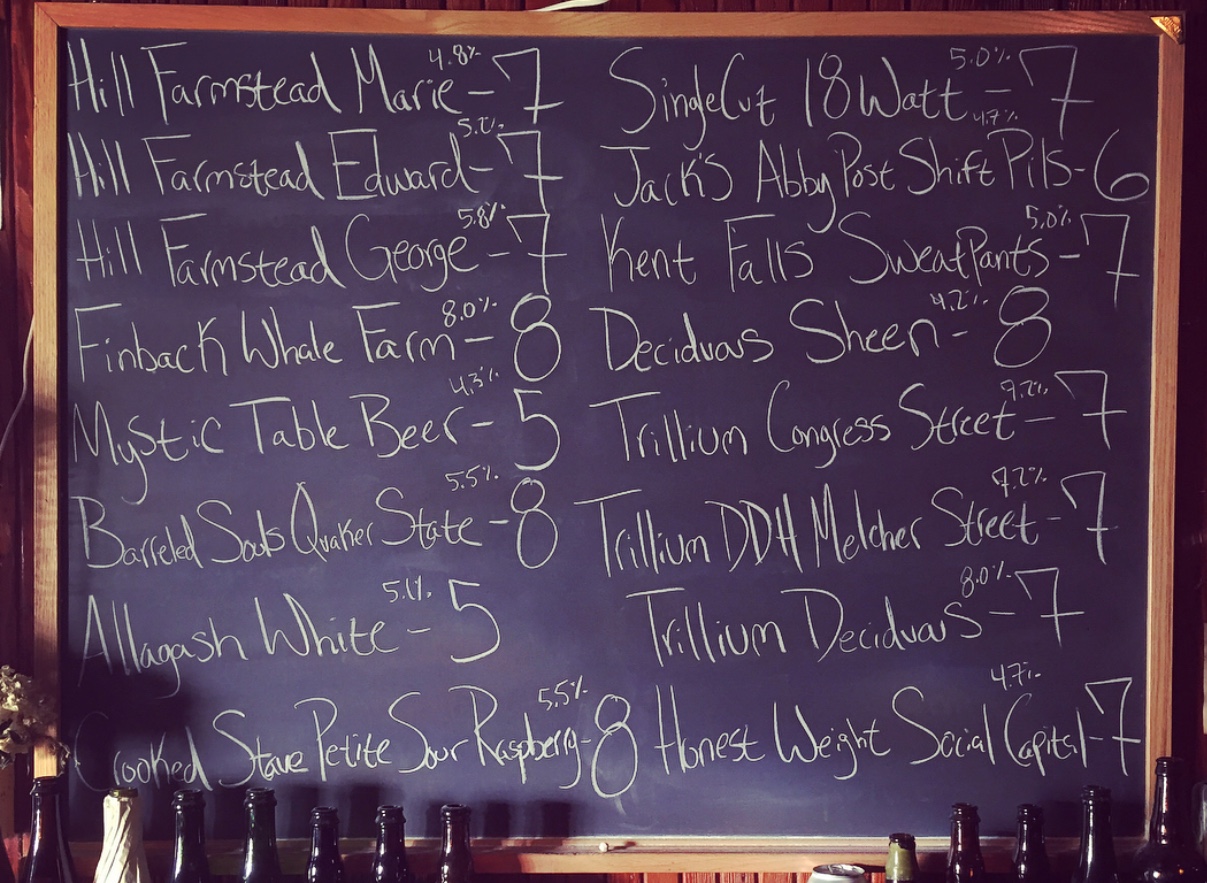 Hill Farmstead Marie 4.8% - 7
Hill Farmstead Edward 5.2% - 7
Hill Farmstead George 5.8% - 7
Finback Whale Farm 8.0% - 8
Mystic Table Beer 4.3% - 5
Barreled Souls Quaker State 5.5% - 8
Allagash White 5.1% - 5
Crooked Stave Petite Sour Raspberry 5.5% - 8
SingleCut 18 Watt 5.0% - 7
Jack's Abby Post Shift Pils 4.7% - 6
Kent Falls SweatPants 5.0% - 7
Deciduous Sheen 4.2% - 8
Trillium Congress Street 7.2% - 7
Trillium DDH Melcher Street 7.2% - 7
Trillium Deciduous 8.0% - 7
Honest Weight Social Capital 4.7% - 7